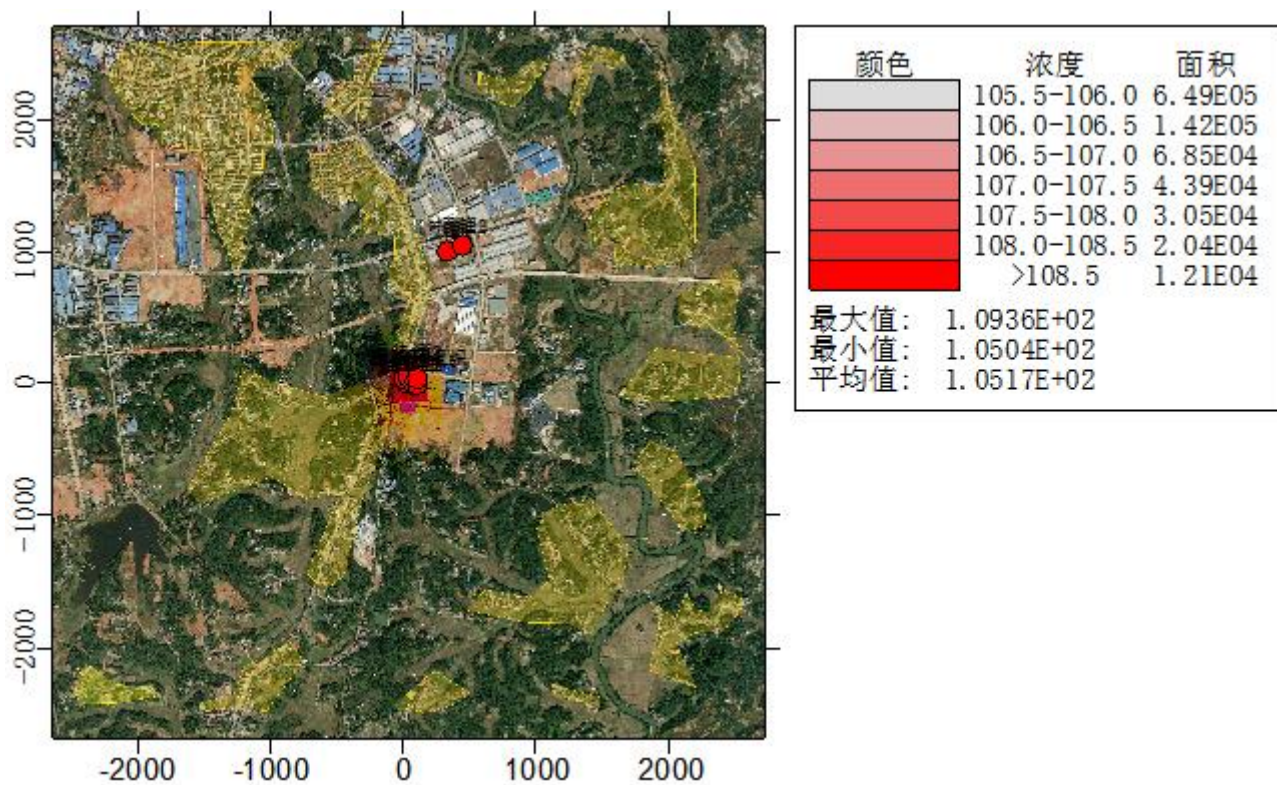 颜色 浓度 面积
105.5-106.0 6.49E05
106.0-106.5 1.42E05
106.5-107.0 6.85E04
107.0-107.5 4.39E04
107.5-108.0 3.05E04
108.0-108.5 2.04E04
>108.5 1.21E04
最大值: 1.0936E+02
最小值: 1.0504E+02
平均值: 1.0517E+02
2000
1000
0
-1000
-2000
-2000 -1000 0 1000 2000